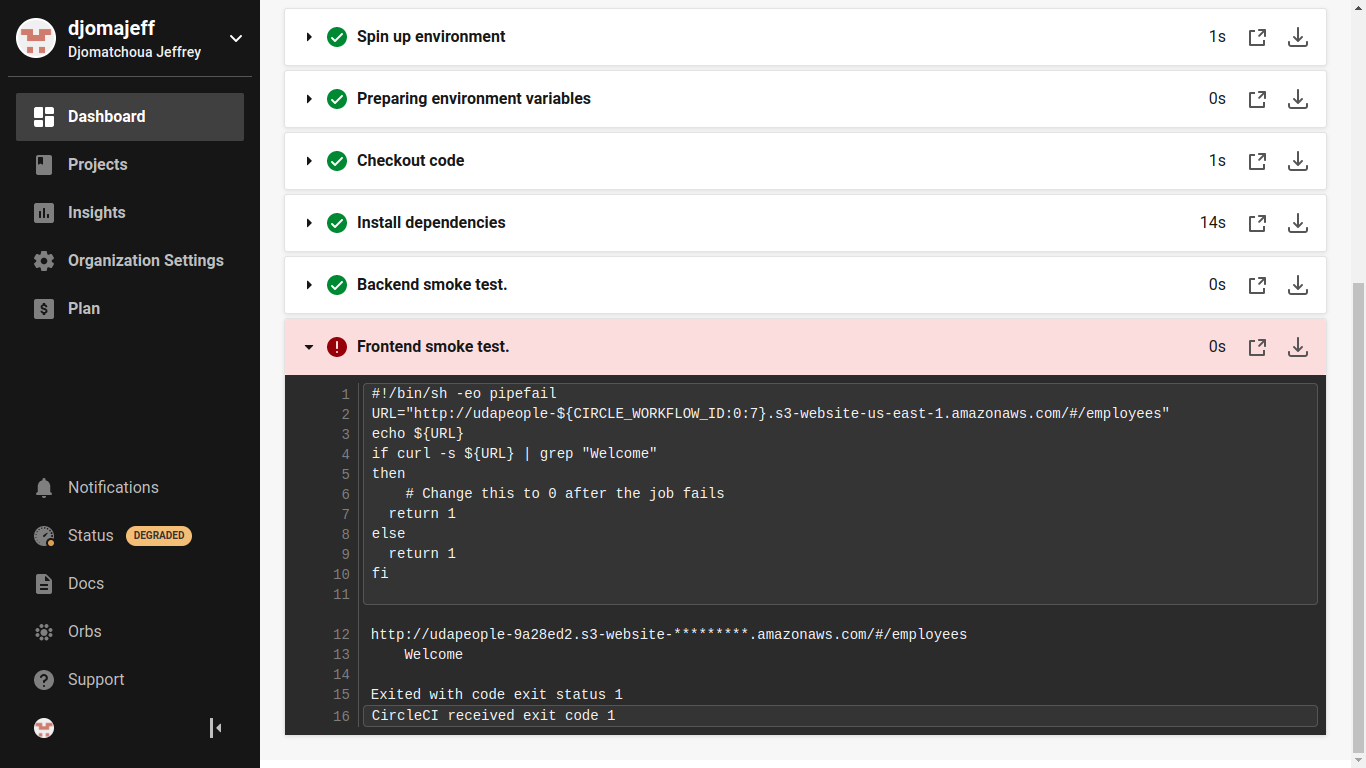 djomajeff
Djomatchoua Jeffrey
Dashboard
Projects
Insights
Organization Settings
$ Plan
Notifications
Status DEGRADED
Docs
Orbs
? Support
Spin up environment 1s
Preparing environment variables 0s
Checkout code 1s
Install dependencies 14s
Backend smoke test. 0s
! Frontend smoke test. 0s
1 #!/bin/sh -eo pipefail
2 URL="http://udapeople-${CIRCLE_WORKFLOW_ID:0:7}.s3-website-us-east-1.amazonaws.com/#/employees"
3 echo ${URL}
4 if curl -s ${URL} | grep "Welcome"
5 then
6     # Change this to 0 after the job fails
7   return 1
8 else
9   return 1
10 fi
11
12 http://udapeople-9a28ed2.s3-website-*********.amazonaws.com/#/employees
13     Welcome
14
15 Exited with code exit status 1
16 CircleCI received exit code 1